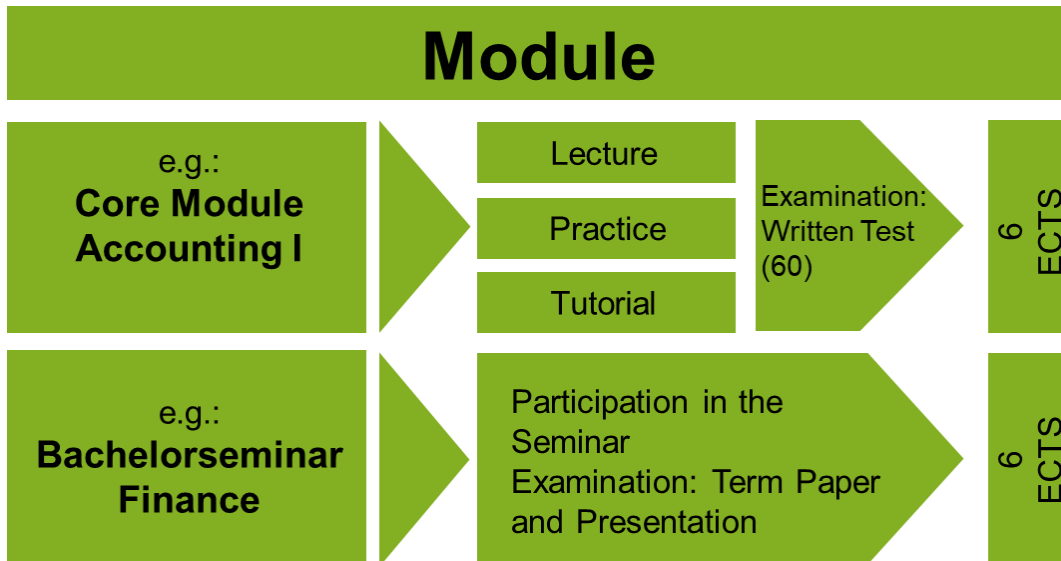 Module
e.g.:
Core Module
Accounting I
Lecture
Practice
Tutorial
Examination:
Written Test
(60)
6
ECTS
e.g.:
Bachelorseminar
Finance
Participation in the
Seminar
Examination: Term Paper
and Presentation
6
ECTS